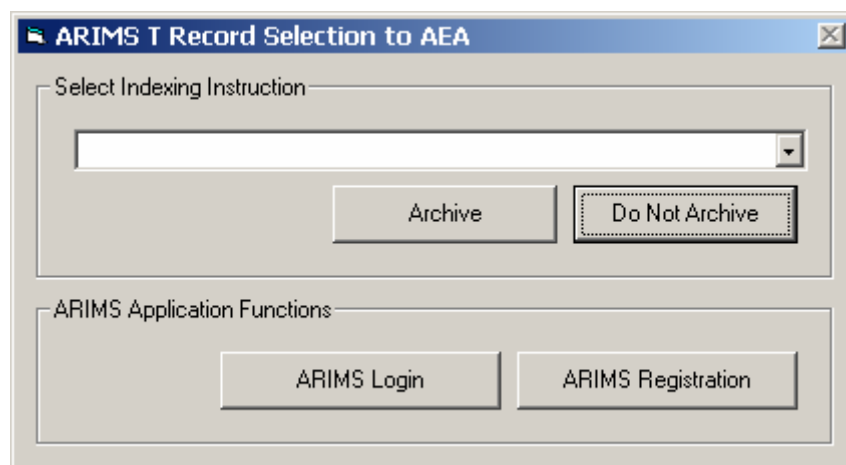 ARIMS T Record Selection to AEA
Select Indexing Instruction
Archive Do Not Archive
ARIMS Application Functions
ARIMS Login ARIMS Registration